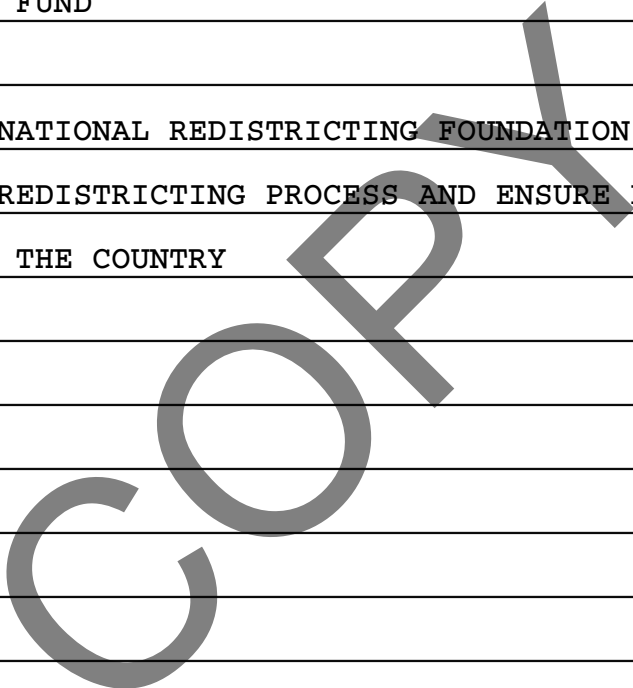 FUND
NATIONAL REDISTRICTING FOUNDATION
REDISTRICTING PROCESS AND ENSURE
THE COUNTRY
COPY